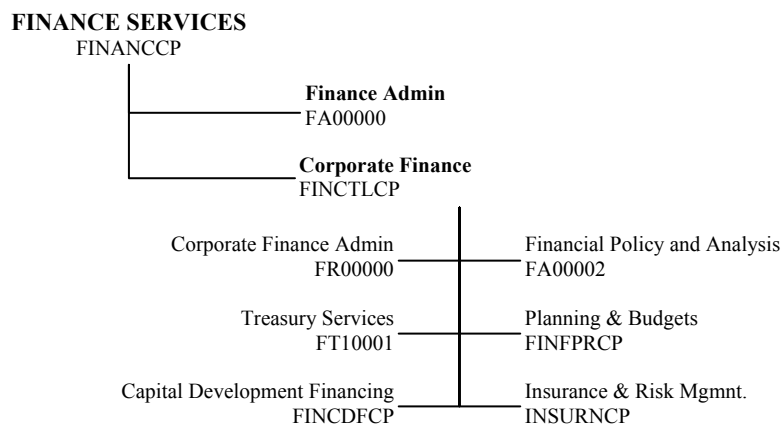 FINANCE SERVICES
FINANCCP
Finance Admin
FA00000
Corporate Finance
FINCTLCP
Corporate Finance Admin
FR00000
Financial Policy and Analysis
FA00002
Treasury Services
FT10001
Planning & Budgets
FINFPRCP
Capital Development Financing
FINCDFCP
Insurance & Risk Mgmnt.
INSURNCP